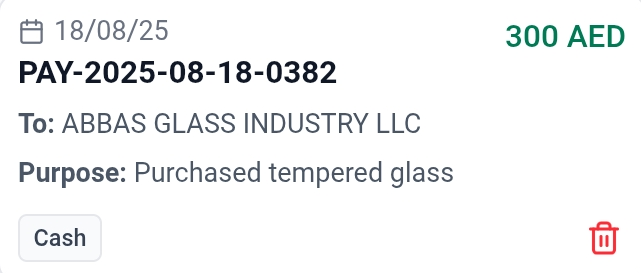 18/08/25
300 AED
PAY-2025-08-18-0382
To: ABBAS GLASS INDUSTRY LLC
Purpose: Purchased tempered glass
Cash